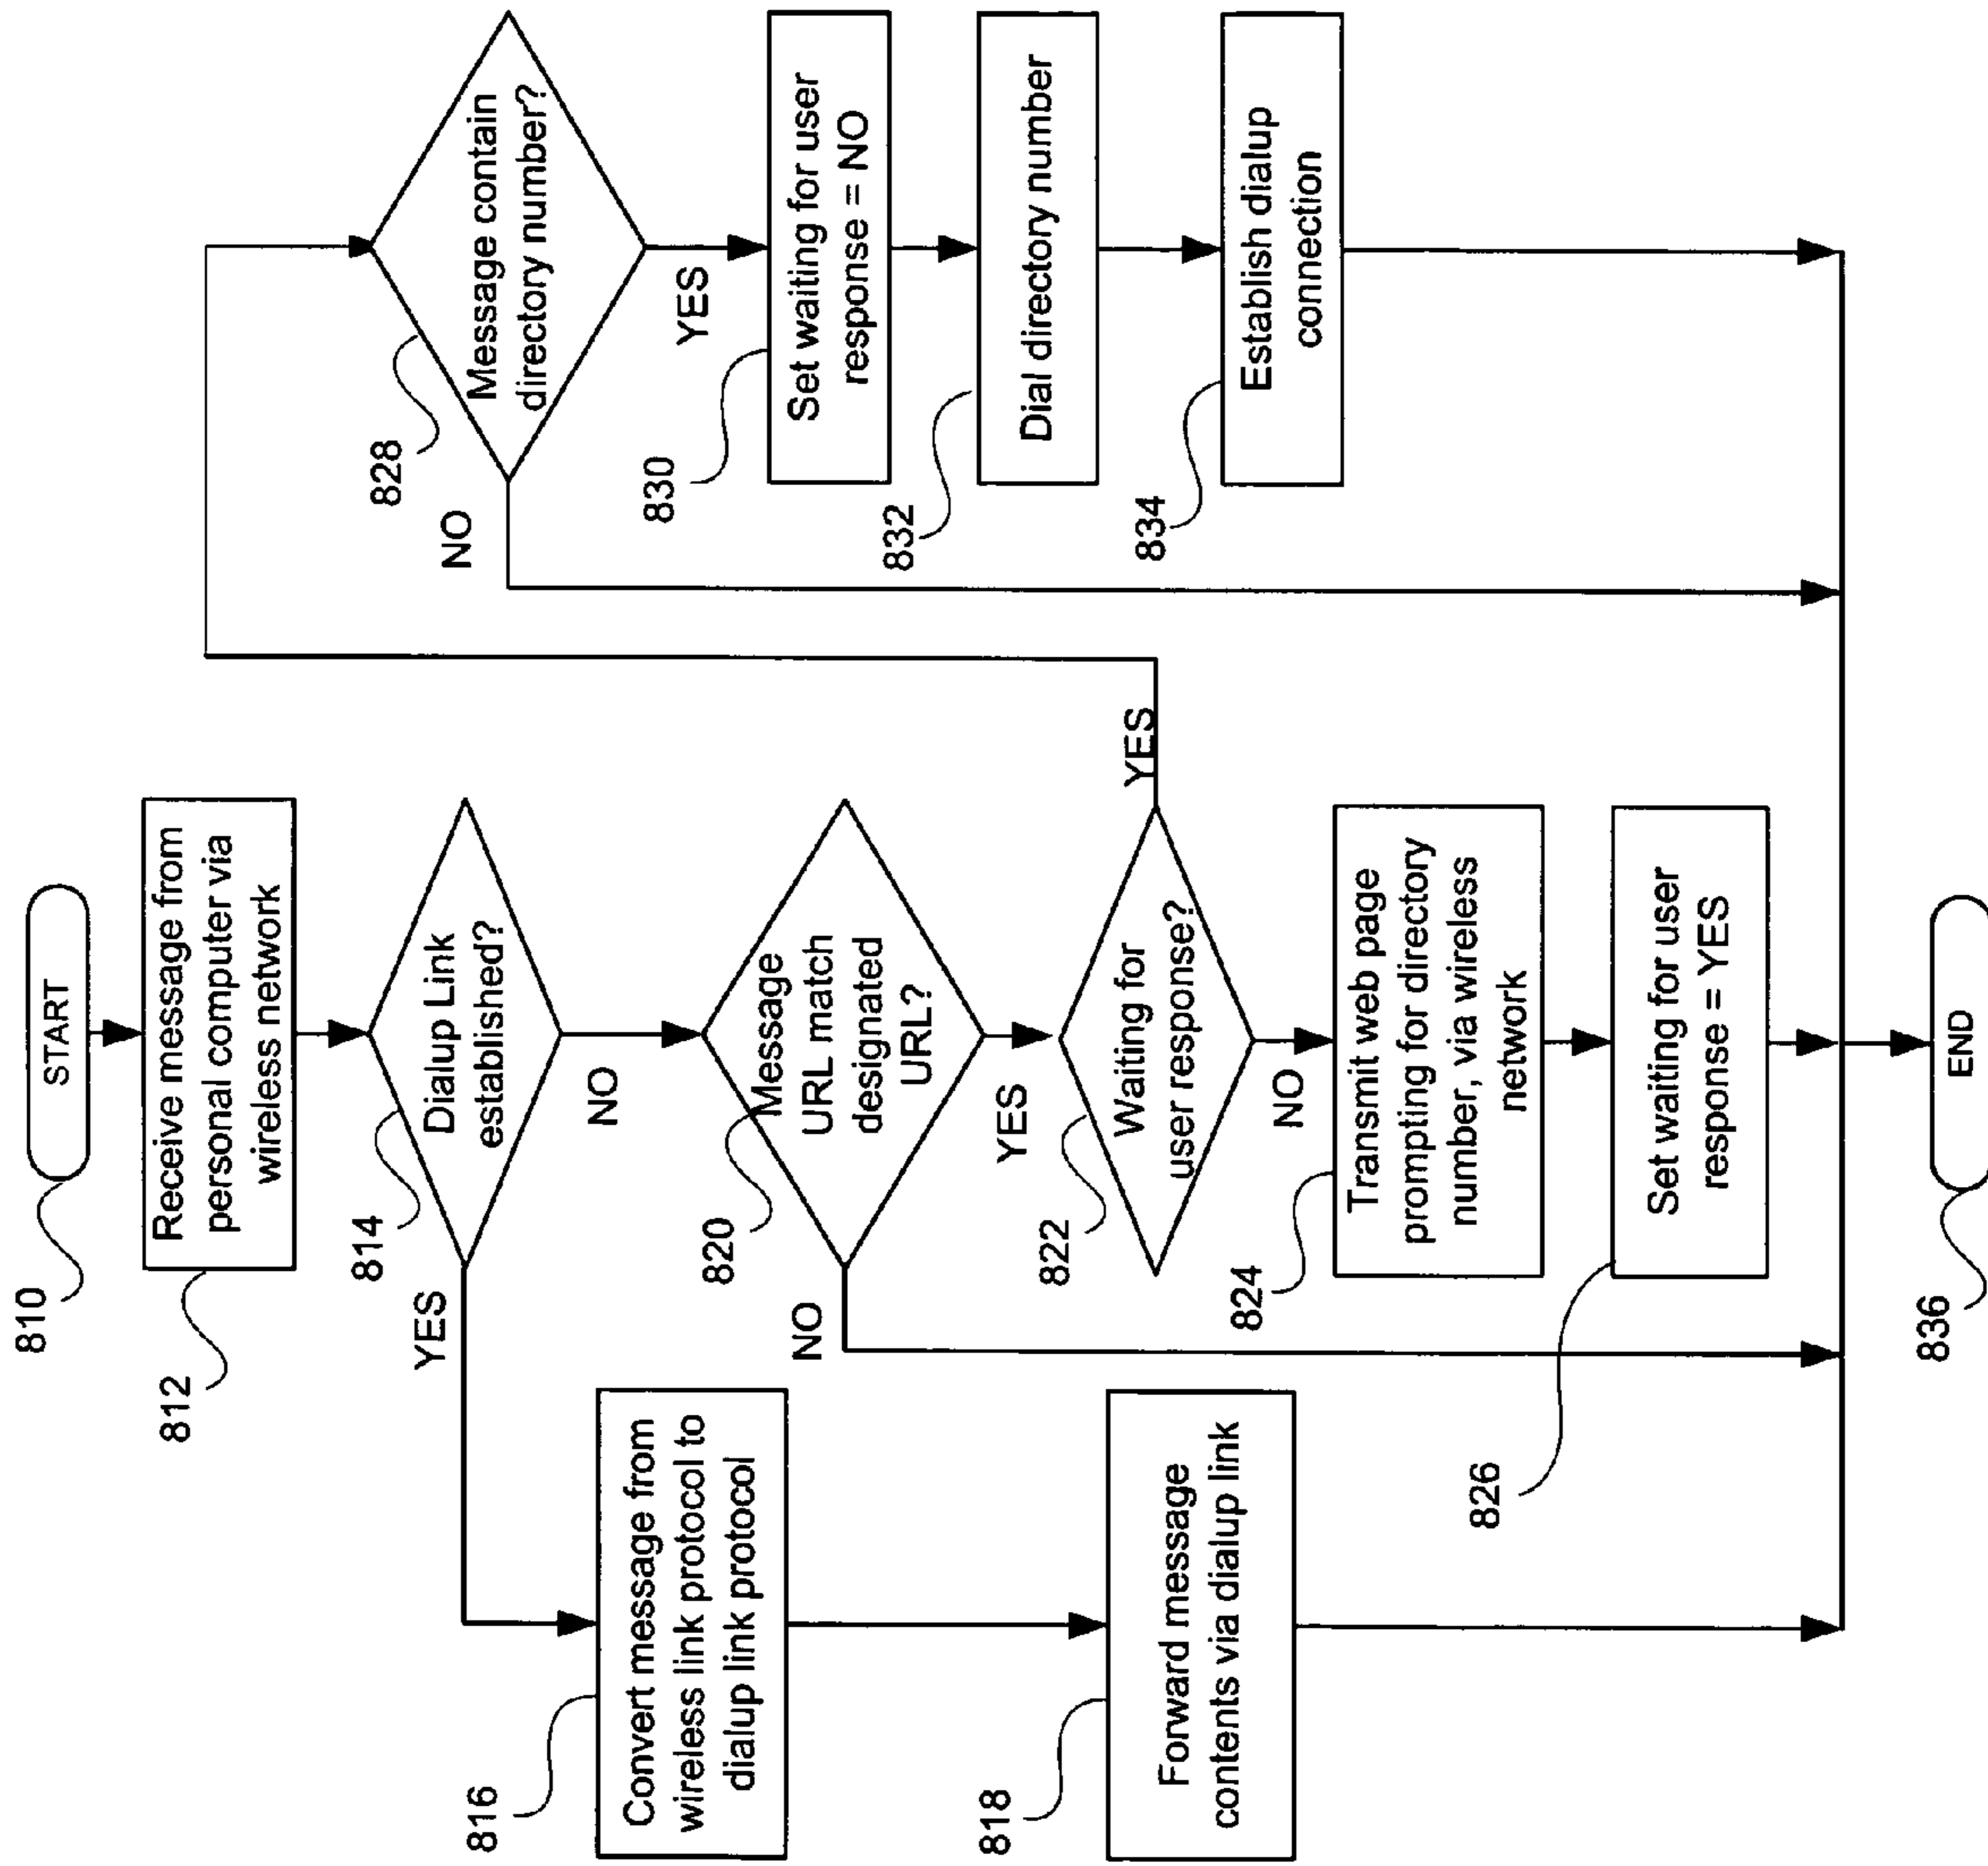 810
START
812
Receive message from
personal computer via
wireless network
814
Dialup Link
established?
YES
NO
816
Convert message from
wireless link protocol to
dialup link protocol
818
Forward message
contents via dialup link
820
Message
URL match
designated
URL?
NO
YES
822
Waiting for
user response?
YES
NO
824
Transmit web page
prompting for directory
number, via wireless
network
826
Set waiting for user
response = YES
828
Message contain
directory number?
NO
YES
830
Set waiting for user
response = NO
832
Dial directory number
834
Establish dialup
connection
836
END